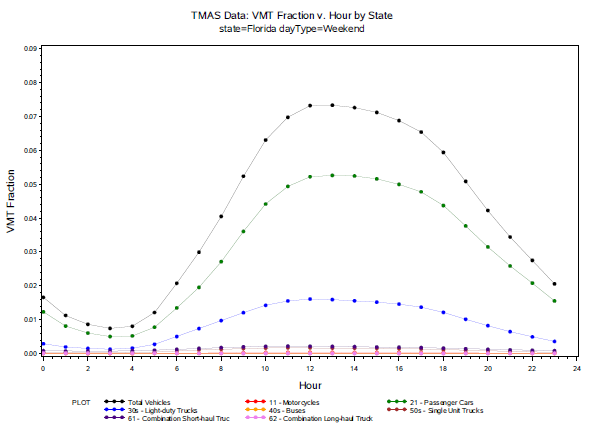 TMAS Data: VMT Fraction v. Hour by State
state=Florida dayType=Weekend
0.09
0.08
0.07
0.06
0.05
0.04
0.03
0.02
0.01
0.00
VMT Fraction
0 2 4 6 8 10 12 14 16 18 20 22 24
Hour
PLOT Total Vehicles 11 - Motorcycles 21 - Passenger Cars
30s - Light-duty Trucks 40s - Buses 50s - Single Unit Trucks
61 - Combination Short-haul Truc 62 - Combination Long-haul Truck